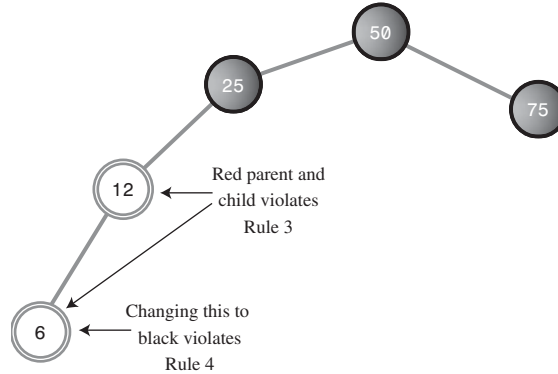 50
25
75
12
Red parent and
child violates
Rule 3
6
Changing this to
black violates
Rule 4